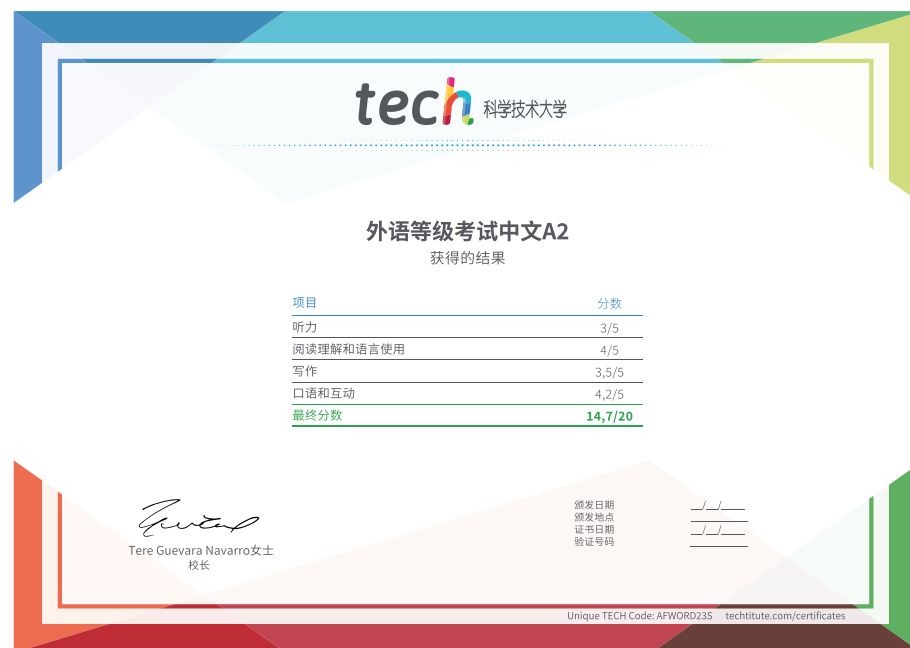 tech 科学技术大学
外语等级考试中文A2
获得的结果
项目 分数
听力 3/5
阅读理解和语言使用 4/5
写作 3,5/5
口语和互动 4,2/5
最终分数 14,7/20
颁发日期 __/__/____
颁发地点
证书日期 __/__/____
验证号码
Tere Guevara Navarro女士
校长
Unique TECH Code: AFWORD23S techtitute.com/certificates